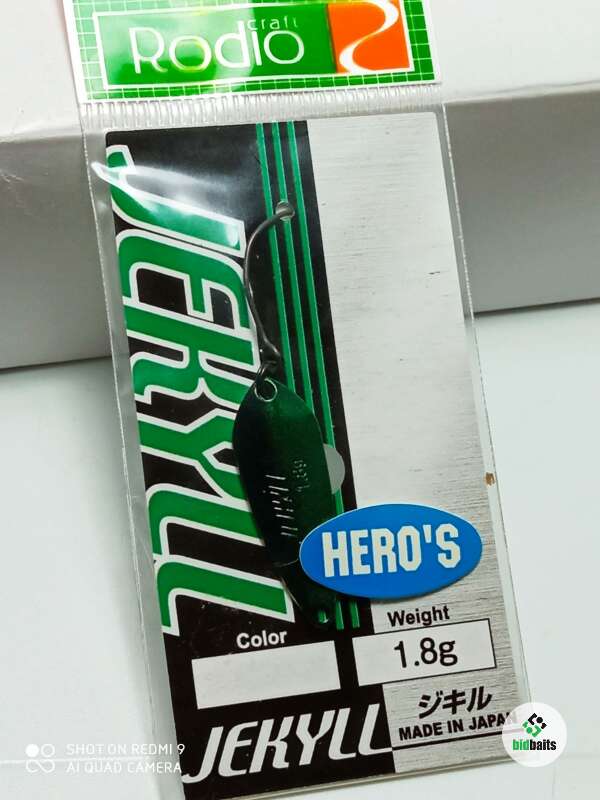 craft
Rodio
JEKYLL
JEKYLL
1.8g
HERO'S
Color
Weight
1.8g
JEKYLL
ジキル
MADE IN JAPAN
bidbaits
SHOT ON REDMI 9
AI QUAD CAMERA